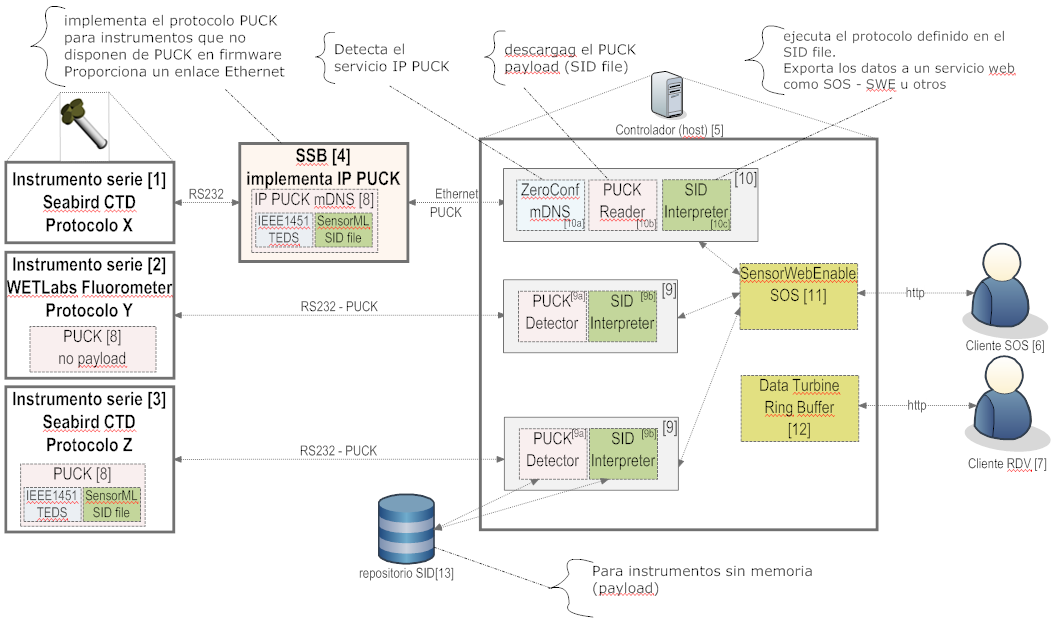 implementa el protocolo PUCK
para instrumentos que no
disponen de PUCK en firmware
Proporciona un enlace Ethernet
Detecta el
servicio IP PUCK
descargag el PUCK
payload (SID file)
ejecuta el protocolo definido en el
SID file.
Exporta los datos a un servicio web
como SOS - SWE u otros
Controlador (host) [5]
Instrumento serie [1]
Seabird CTD
Protocolo X
RS232
SSB [4]
implementa IP PUCK
IP PUCK mDNS [8]
IEEE1451
TEDS
SensorML
SID file
Ethernet
PUCK
ZeroConf
mDNS
[10a]
PUCK
Reader
[10b]
SID
Interpreter
[10c]
[10]
Instrumento serie [2]
WETLabs Fluorometer
Protocolo Y
PUCK [8]
no payload
RS232 - PUCK
PUCK[9a]
Detector
SID [9b]
Interpreter
[9]
SensorWebEnable
SOS [11]
http
Cliente SOS [6]
Instrumento serie [3]
Seabird CTD
Protocolo Z
PUCK [8]
IEEE1451
TEDS
SensorML
SID file
RS232 - PUCK
PUCK[9a]
Detector
SID [9b]
Interpreter
[9]
Data Turbine
Ring Buffer
[12]
http
Cliente RDV [7]
repositorio SID[13]
Para instrumentos sin memoria
(payload)